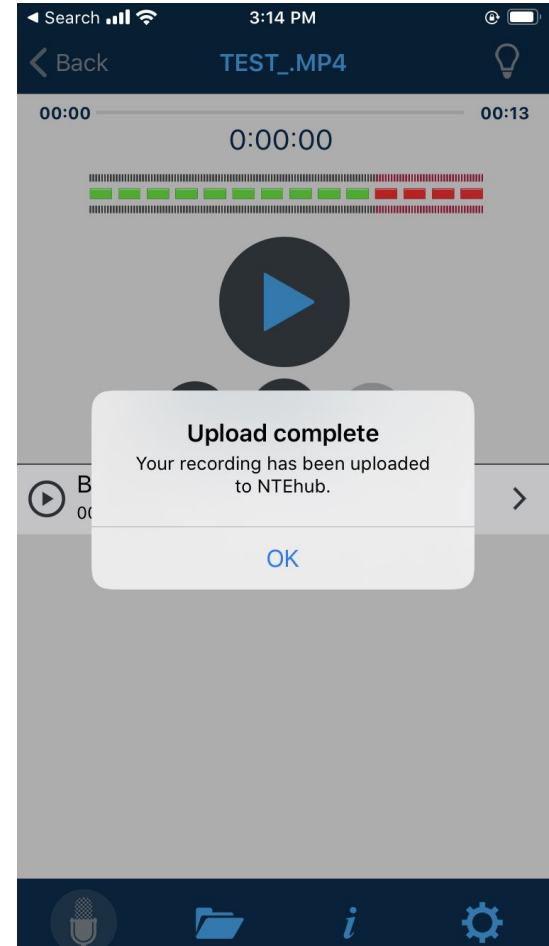 Search 3:14 PM
Back TEST_.MP4
00:00 00:13
0:00:00
Upload complete
Your recording has been uploaded
to NTEhub.
OK
i